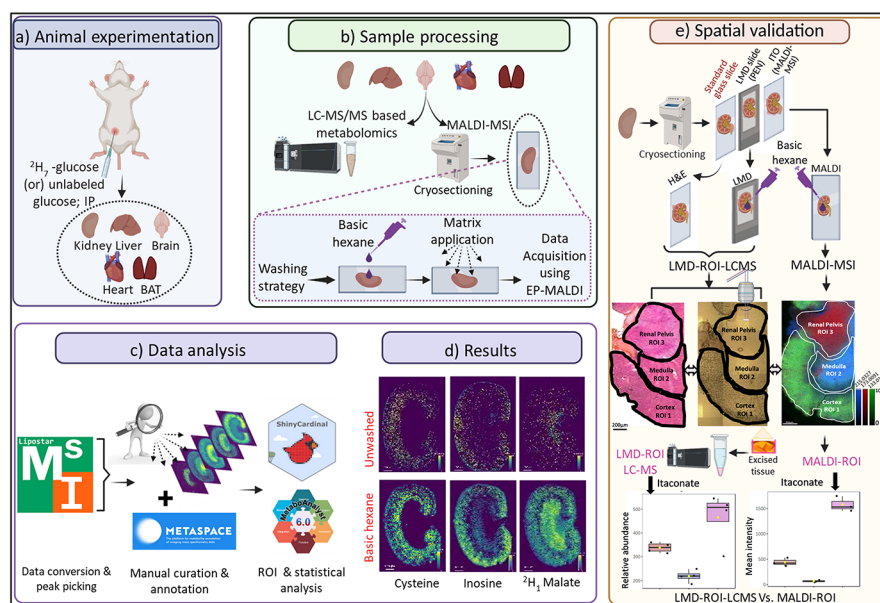 a) Animal experimentation
²H₇ -glucose
(or) unlabeled
glucose; IP
Kidney Liver Brain
Heart BAT
b) Sample processing
LC-MS/MS based
metabolomics
MALDI-MSI
Cryosectioning
Basic
hexane
Matrix
application
Washing
strategy
Data
Acquisition
using
EP-MALDI
c) Data analysis
Lipostar
MSI
METASPACE
ShinyCardinal
MetaboAnalyst
6.0
Data conversion &
peak picking
Manual curation &
annotation
ROI & statistical
analysis
d) Results
Unwashed
Basic hexane
Cysteine
Inosine
²H₁ Malate
e) Spatial validation
Standard
glass slide
LMD slide
(PEN)
ITO (MALDI-
MSI)
Cryosectioning
Basic
hexane
H&E
LMD
MALDI
LMD-ROI-LCMS
MALDI-MSI
Renal Pelvis
ROI 3
Medulla
ROI 2
Cortex
ROI 1
Renal Pelvis
ROI 3
Medulla
ROI 2
Cortex
ROI 1
Renal Pelvis
ROI 3
Medulla
ROI 2
Cortex
ROI 1
200µm
LMD-ROI
LC-MS
Excised
tissue
MALDI-ROI
Itaconate
Relative abundance
500
400
300
200
Itaconate
Mean intensity
1500
1000
500
LMD-ROI-LCMS Vs. MALDI-ROI